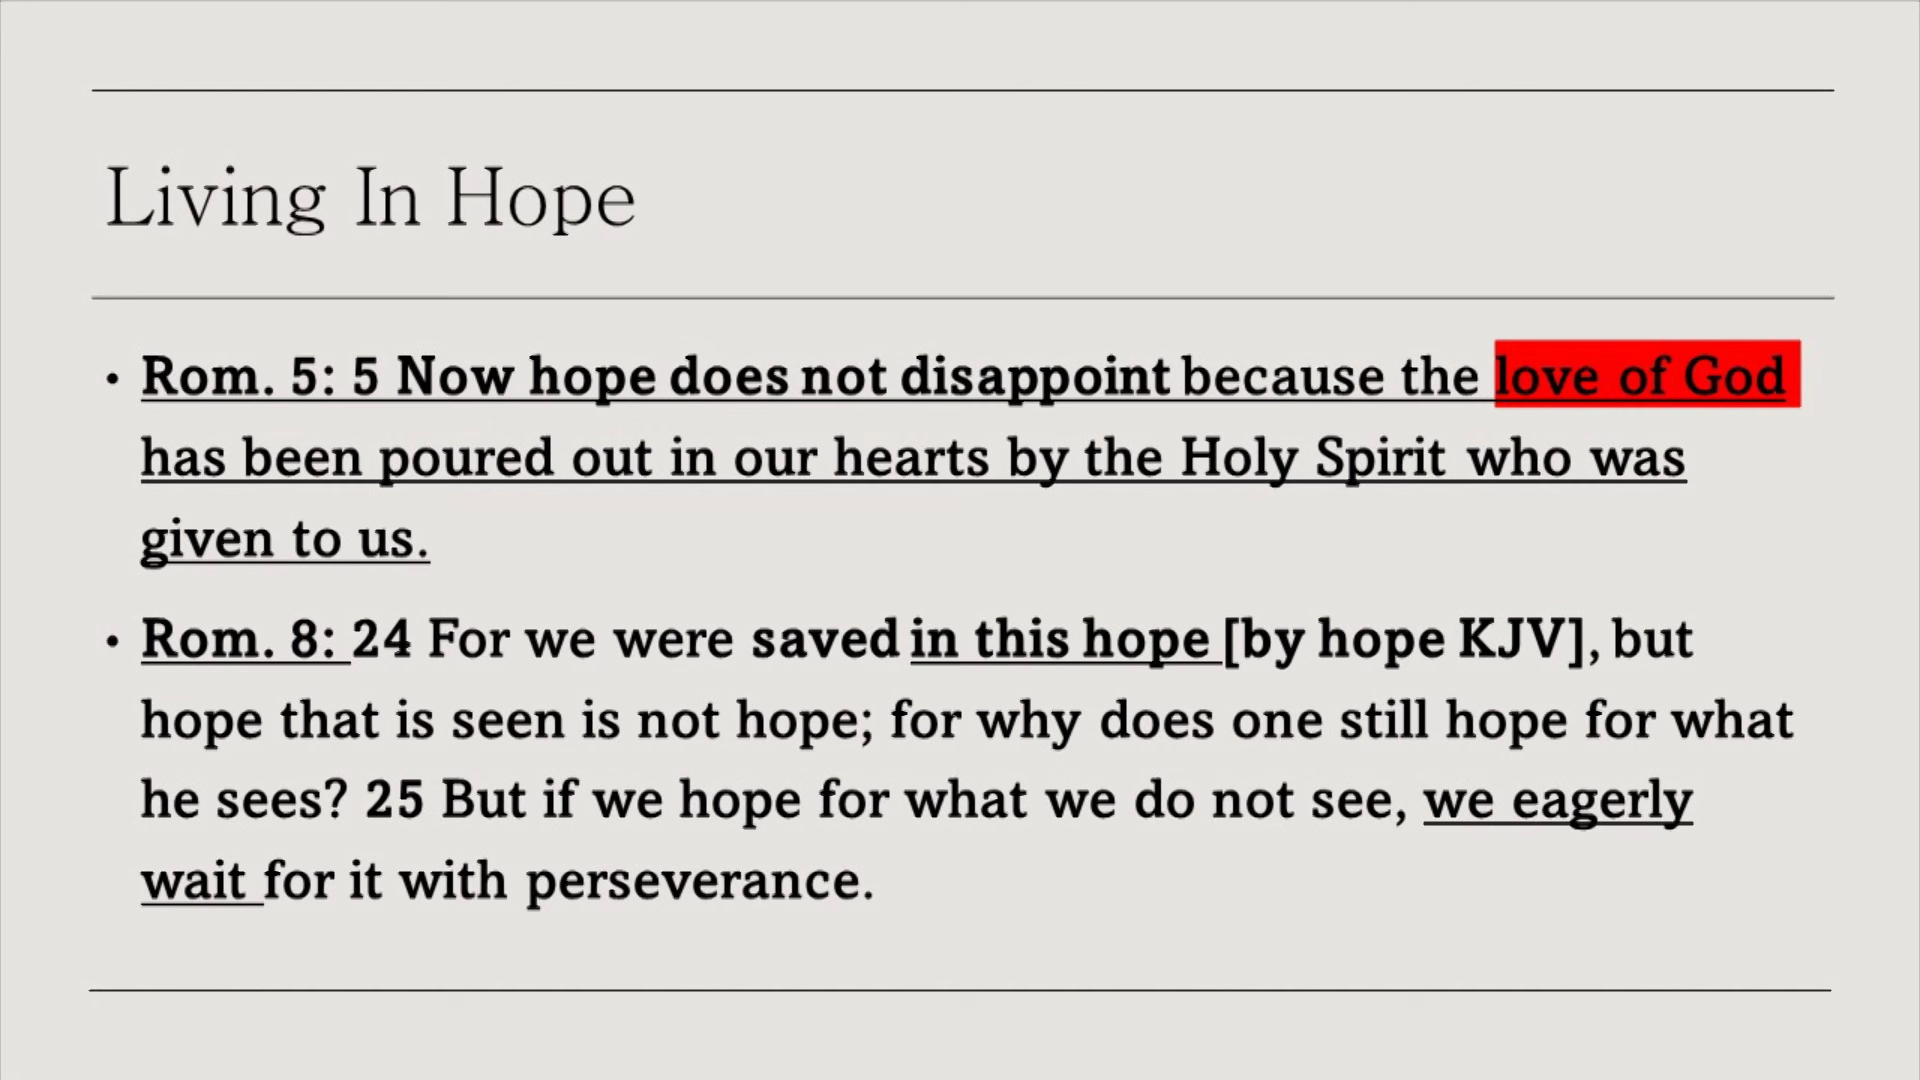 Living In Hope
• Rom. 5: 5 Now hope does not disappoint because the love of God
has been poured out in our hearts by the Holy Spirit who was
given to us.
• Rom. 8: 24 For we were saved in this hope [by hope KJV], but
hope that is seen is not hope; for why does one still hope for what
he sees? 25 But if we hope for what we do not see, we eagerly
wait for it with perseverance.